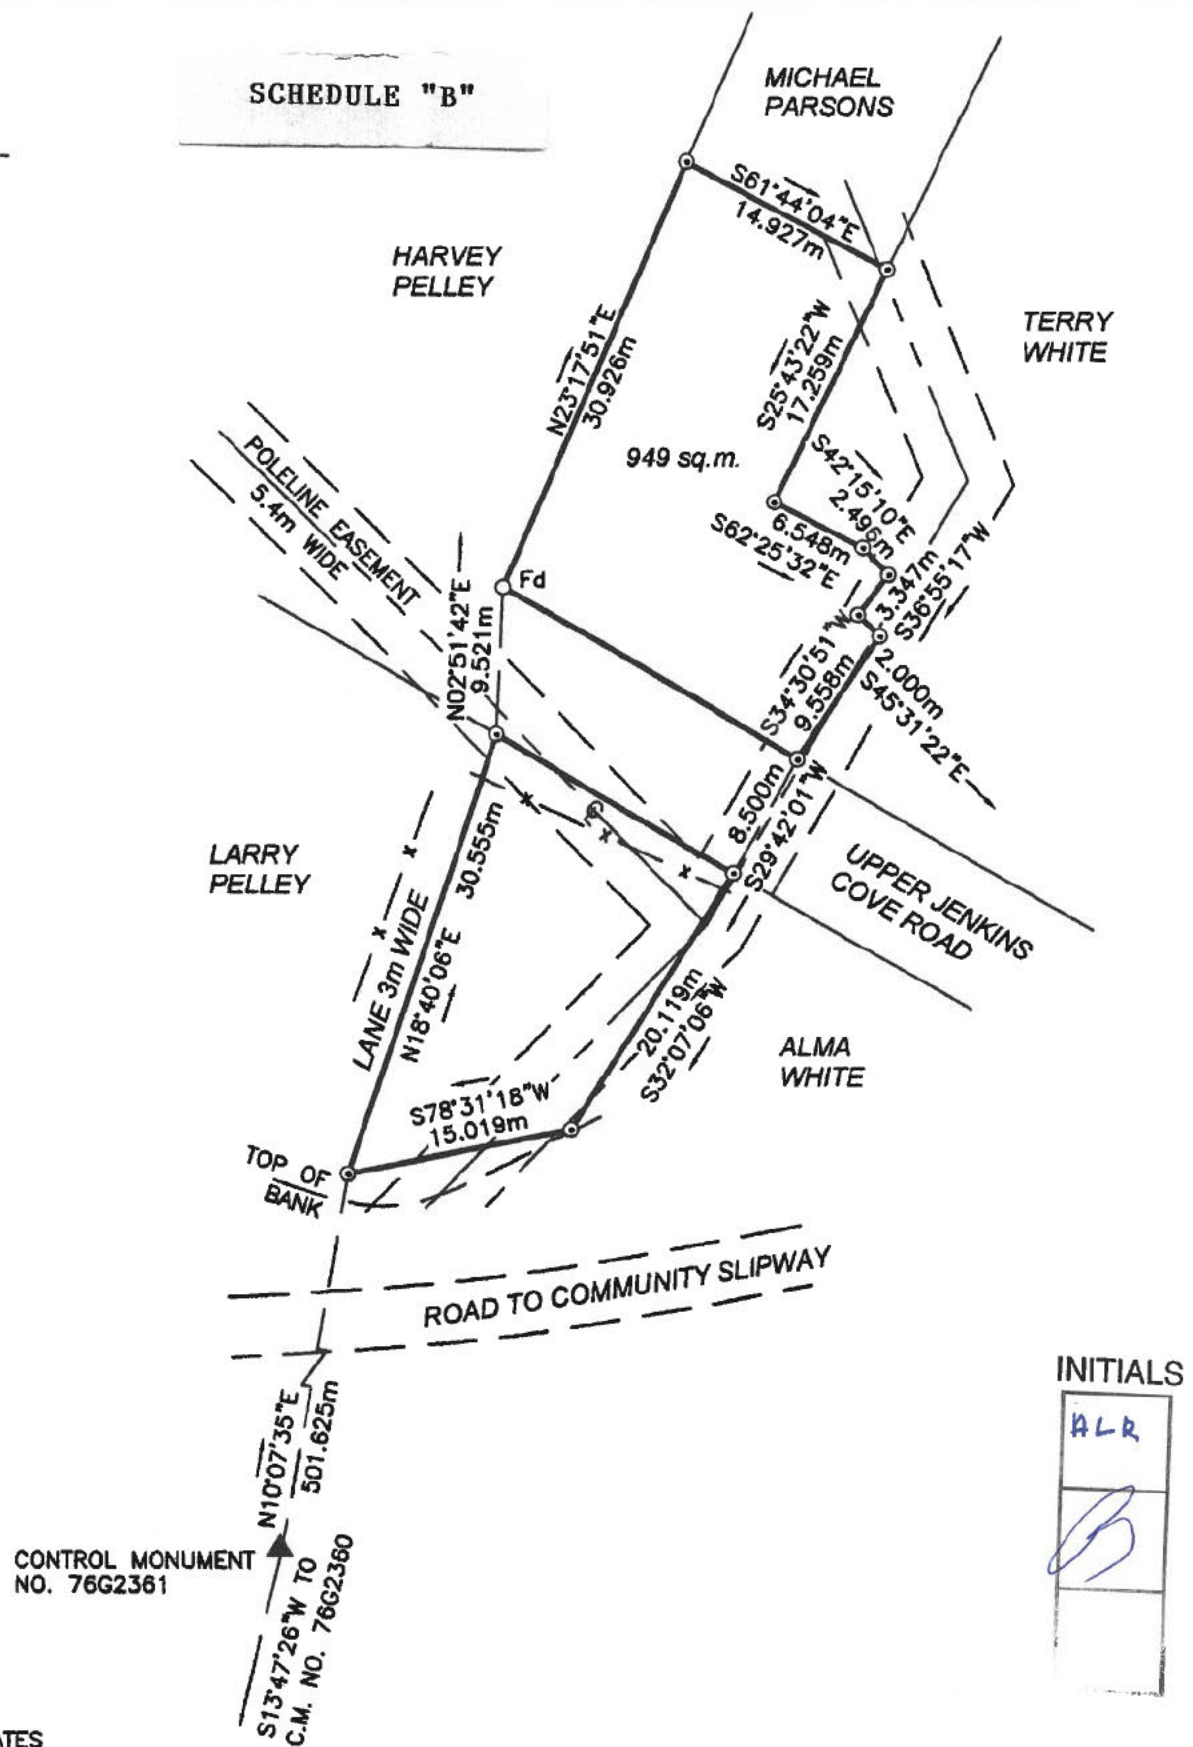 SCHEDULE "B"
MICHAEL
PARSONS
S61°44'04"E
14.927m
HARVEY
PELLEY
TERRY
WHITE
N23°17'51"E
30.926m
S25°43'22"W
17.259m
949 sq.m.
S42°15'10"E
2.496m
6.548m
S62°25'32"E
POLELINE EASEMENT
5.4m WIDE
3.347m
S36°55'17"W
Fd
N02°51'42"E
9.521m
S34°30'51"W
9.558m
2.000m
S45°31'22"E
8.500m
S29°42'01"W
LARRY
PELLEY
30.555m
LANE 3m WIDE
N18°40'06"E
UPPER JENKINS
COVE ROAD
20.119m
S32°07'06"W
ALMA
WHITE
S78°31'18"W
15.019m
TOP OF
BANK
ROAD TO COMMUNITY SLIPWAY
INITIALS
ALR
N10°07'35"E
501.625m
CONTROL MONUMENT
NO. 76G2361
S13°47'26"W TO
C.M. NO. 76G2360